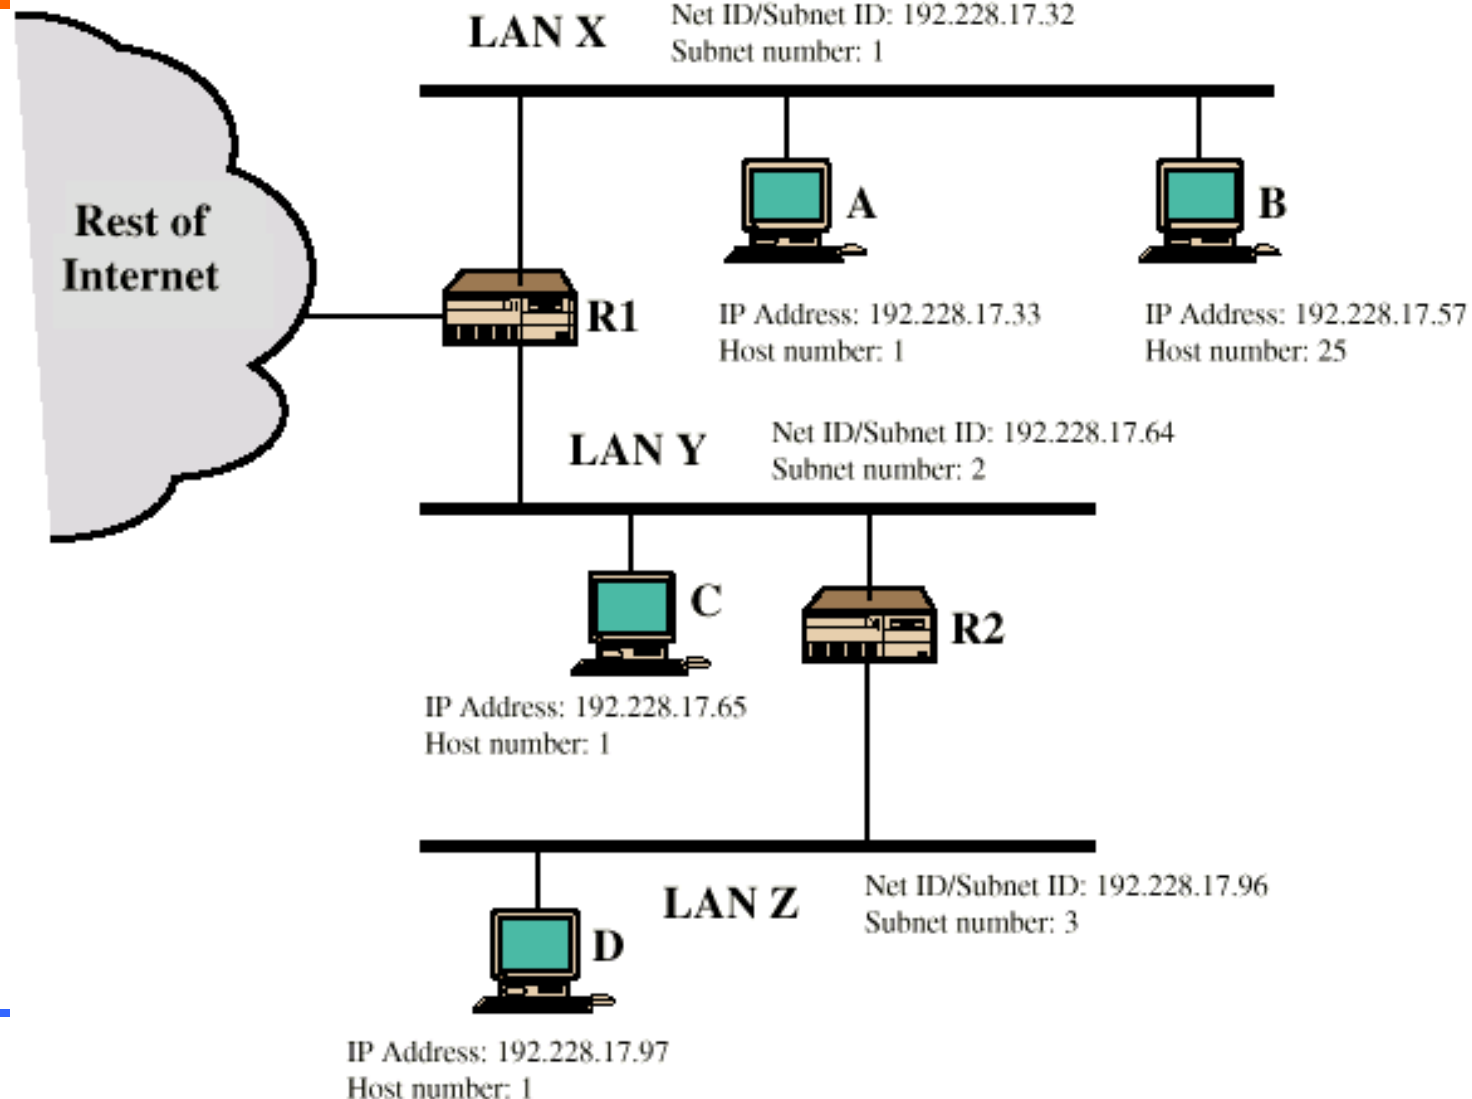 LAN X
Net ID/Subnet ID: 192.228.17.32
Subnet number: 1
Rest of
Internet
A
B
R1
IP Address: 192.228.17.33
Host number: 1
IP Address: 192.228.17.57
Host number: 25
LAN Y
Net ID/Subnet ID: 192.228.17.64
Subnet number: 2
C
R2
IP Address: 192.228.17.65
Host number: 1
LAN Z
Net ID/Subnet ID: 192.228.17.96
Subnet number: 3
D
IP Address: 192.228.17.97
Host number: 1